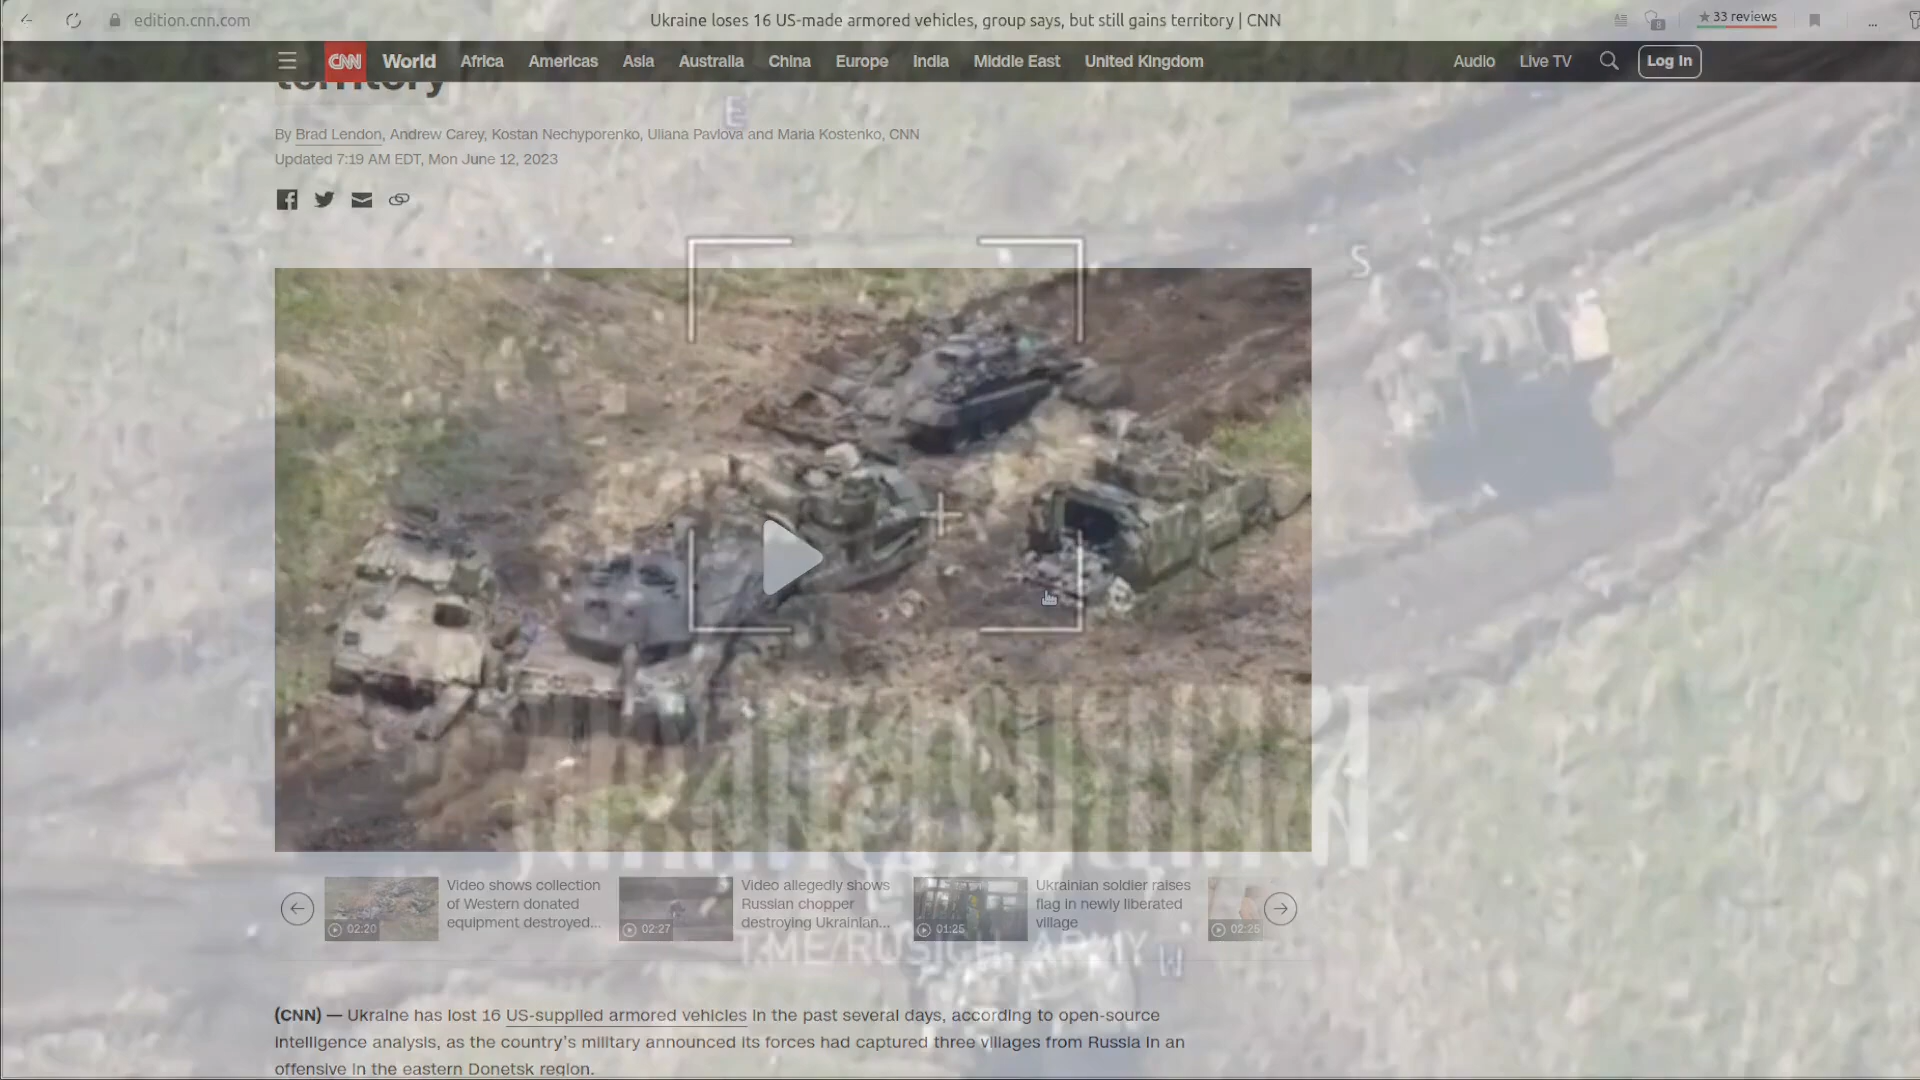 edition.cnn.com
Ukraine loses 16 US-made armored vehicles, group says, but still gains territory | CNN
8
★ 33 reviews
...
CNN World Africa Americas Asia Australia China Europe India Middle East United Kingdom
Audio Live TV Log In
territory
E
By Brad Lendon, Andrew Carey, Kostan Nechyporenko, Uliana Pavlova and Maria Kostenko, CNN
Updated 7:19 AM EDT, Mon June 12, 2023
S
Video shows collection
of Western donated
equipment destroyed...
02:20
Video allegedly shows
Russian chopper
destroying Ukrainian...
02:27
Ukrainian soldier raises
flag in newly liberated
village
01:25
02:25
T.ME/RUSICH_ARMY
W
(CNN) — Ukraine has lost 16 US-supplied armored vehicles in the past several days, according to open-source
intelligence analysis, as the country's military announced its forces had captured three villages from Russia in an
offensive in the eastern Donetsk region.